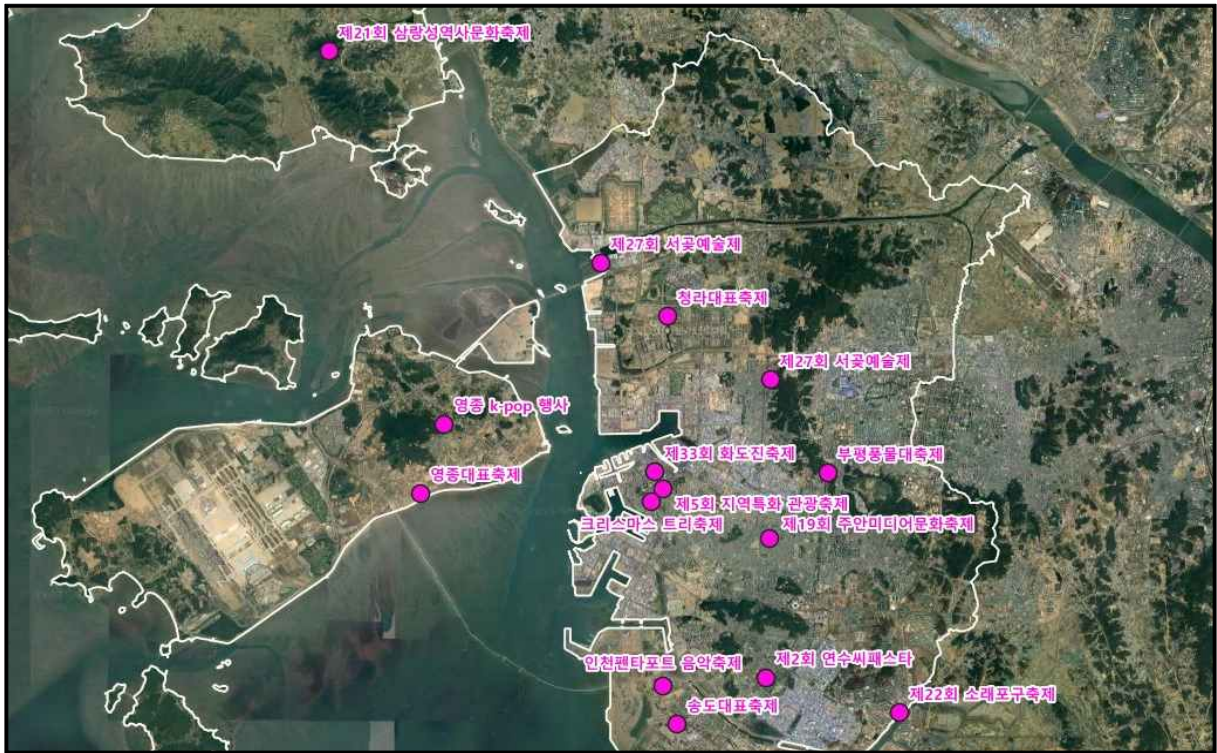 제21회 삼랑성역사문화축제
제27회 서곶예술제
청라대표축제
제27회 서곶예술제
영종 k-pop 행사
영종대표축제
제33회 화도진축제
부평풍물대축제
제5회 지역특화 관광축제
크리스마스 트리축제
제19회 주안미디어문화축제
인천펜타포트 음악축제
제2회 연수씨패스타
송도대표축제
제22회 소래포구축제